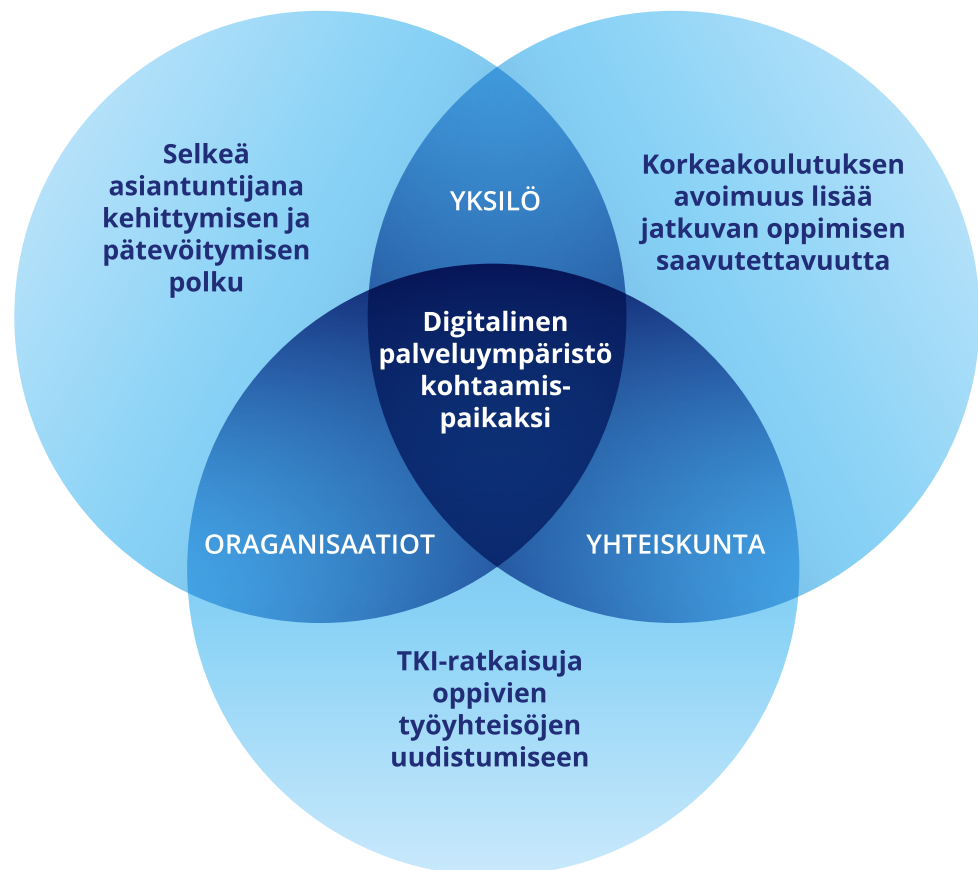 Selkeä
asiantuntijana
kehittymisen ja
pätevöitymisen
polku
YKSILÖ
Korkeakoulutuksen
avoimuus lisää
jatkuvan oppimisen
saavutettavuutta
Digitalinen
palveluympäristö
kohtaamis-
paikaksi
ORAGANISAATIOT
YHTEISKUNTA
TKI-ratkaisuja
oppivien
työyhteisöjen
uudistumiseen